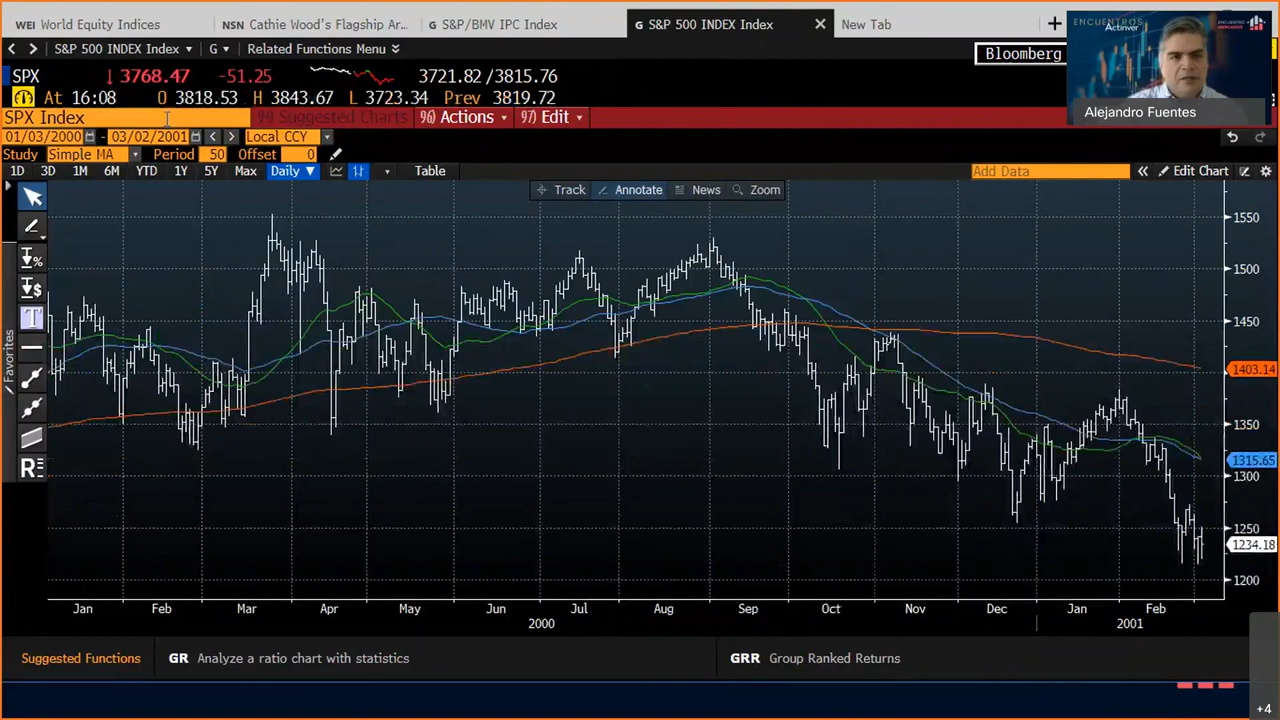 WEI World Equity Indices
NSN Cathie Wood's Flagship Ar...
G S&P/BMV IPC Index
G S&P 500 INDEX Index
New Tab
S&P 500 INDEX Index
G
Related Functions Menu
Bloomberg
ENCUENTROS
Actinver
Alejandro Fuentes
SPX 3768.47 -51.25 3721.82 /3815.76
At 16:08 O 3818.53 H 3843.67 L 3723.34 Prev 3819.72
SPX Index
Suggested Charts
96) Actions
97) Edit
01/03/2000 - 03/02/2001 Local CCY
Study Simple MA Period 50 Offset 0
1D 3D 1M 6M YTD 1Y 5Y Max Daily Table
Add Data
Edit Chart
Track Annotate News Zoom
Favorites
1550
1500
1450
1403.14
1350
1315.65
1300
1250
1234.18
1200
Jan Feb Mar Apr May Jun Jul Aug Sep Oct Nov Dec Jan Feb
2000 2001
Suggested Functions
GR Analyze a ratio chart with statistics
GRR Group Ranked Returns
+4